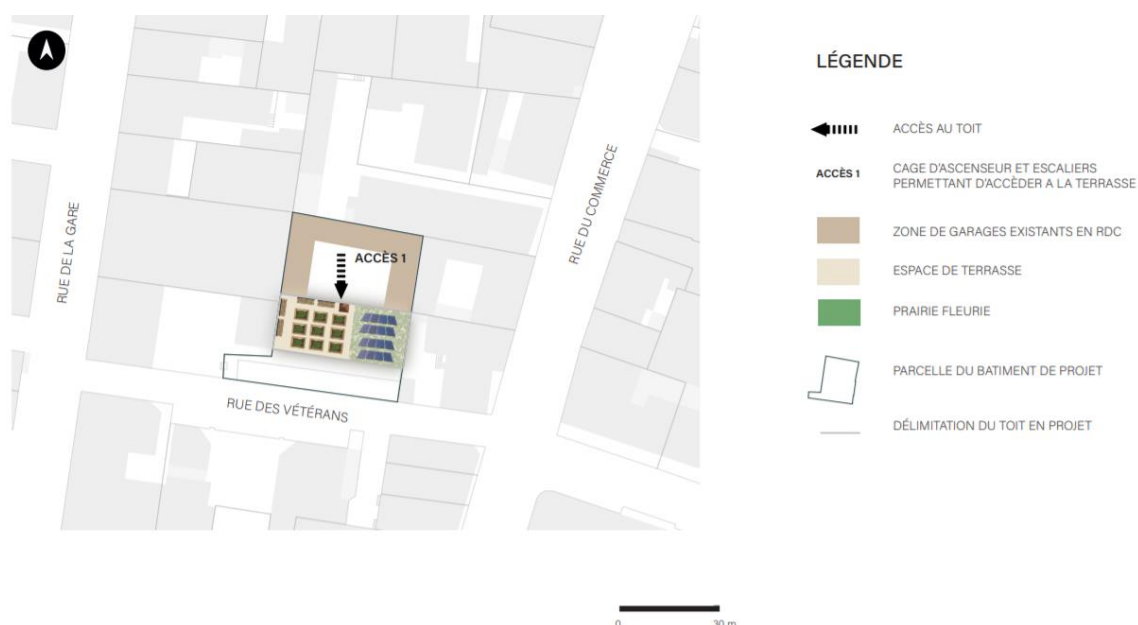 RUE DE LA GARE
RUE DU COMMERCE
ACCÈS 1
RUE DES VÉTÉRANS
LÉGENDE
ACCÈS AU TOIT
ACCÈS 1
CAGE D'ASCENSEUR ET ESCALIERS
PERMETTANT D'ACCÈDER A LA TERRASSE
ZONE DE GARAGES EXISTANTS EN RDC
ESPACE DE TERRASSE
PRAIRIE FLEURIE
PARCELLE DU BATIMENT DE PROJET
DÉLIMITATION DU TOIT EN PROJET
0
30 m